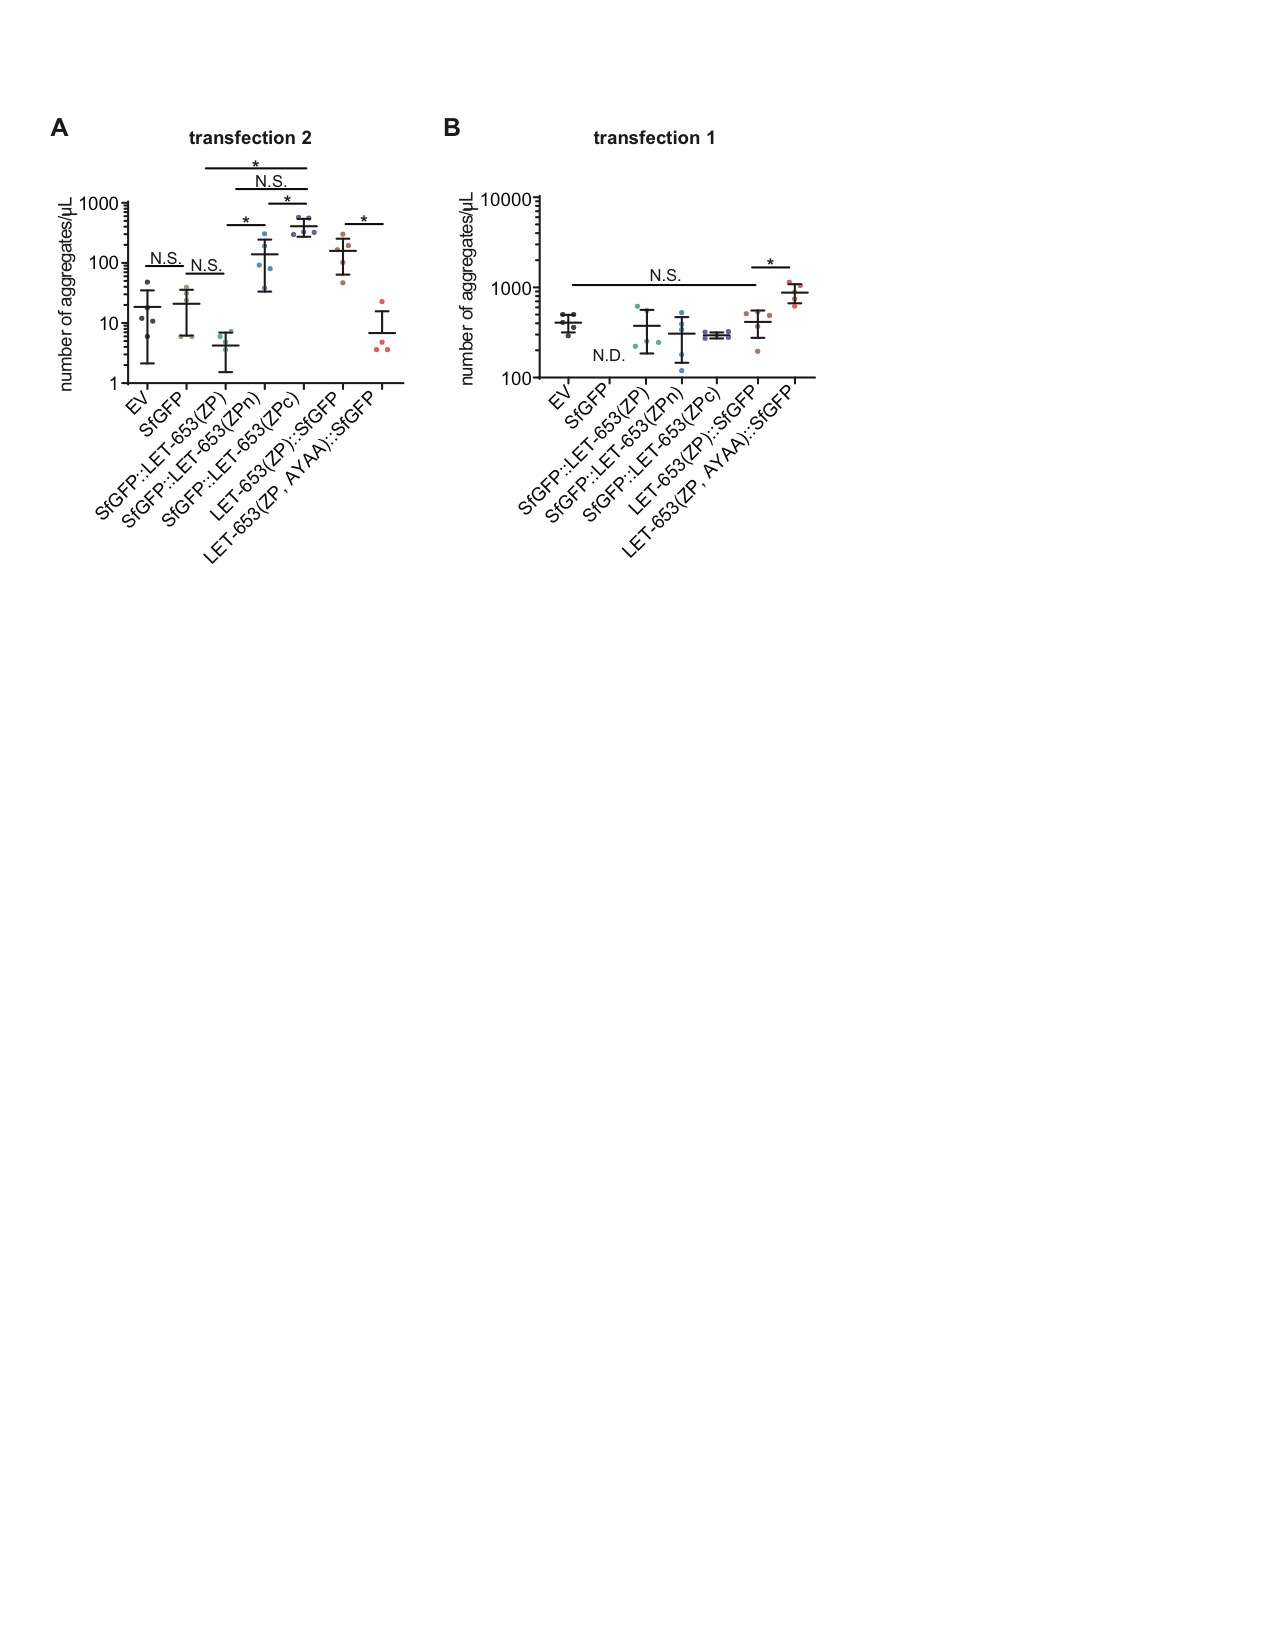 A
transfection 2
*
N.S.
*
*
*
N.S.
N.S.
number of aggregates/µL
1000
100
10
1
EV
SfGFP
SfGFP::LET-653(ZP)
SfGFP::LET-653(ZPn)
SfGFP::LET-653(ZPc)
LET-653(ZP)::SfGFP
LET-653(ZP, AYAA)::SfGFP
B
transfection 1
number of aggregates/µL
10000
1000
100
*
N.S.
N.D.
EV
SfGFP
SfGFP::LET-653(ZP)
SfGFP::LET-653(ZPn)
SfGFP::LET-653(ZPc)
LET-653(ZP)::SfGFP
LET-653(ZP, AYAA)::SfGFP